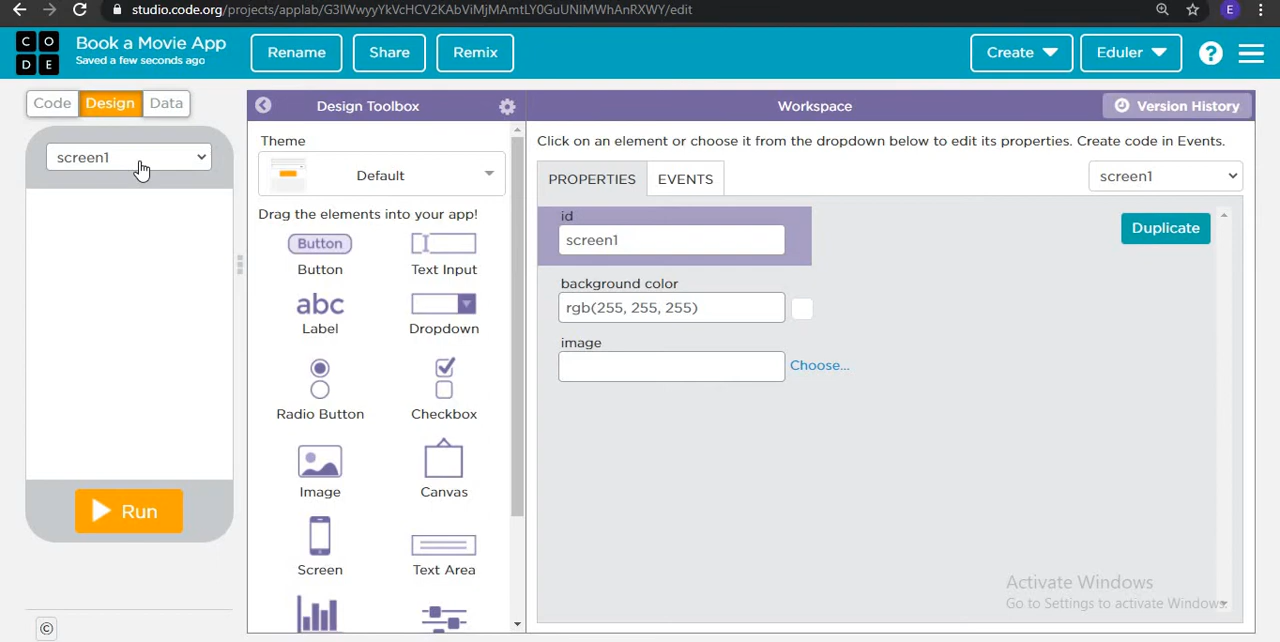 studio.code.org/projects/applab/G3IWwyyYkVcHCV2KAbViMjMAmtLY0GuUNIMWhAnRXWY/edit
E
C O
D E
Book a Movie App
Saved a few seconds ago
Rename
Share
Remix
Create
Eduler
?
Code
Design
Data
Design Toolbox
Workspace
Version History
screen1
Theme
Default
Drag the elements into your app!
Button
Button
Text Input
abc
Label
Dropdown
Radio Button
Checkbox
Image
Canvas
Screen
Text Area
Run
©
Click on an element or choose it from the dropdown below to edit its properties. Create code in Events.
PROPERTIES
EVENTS
screen1
id
screen1
Duplicate
background color
rgb(255, 255, 255)
image
Choose...
Activate Windows
Go to Settings to activate Windows.